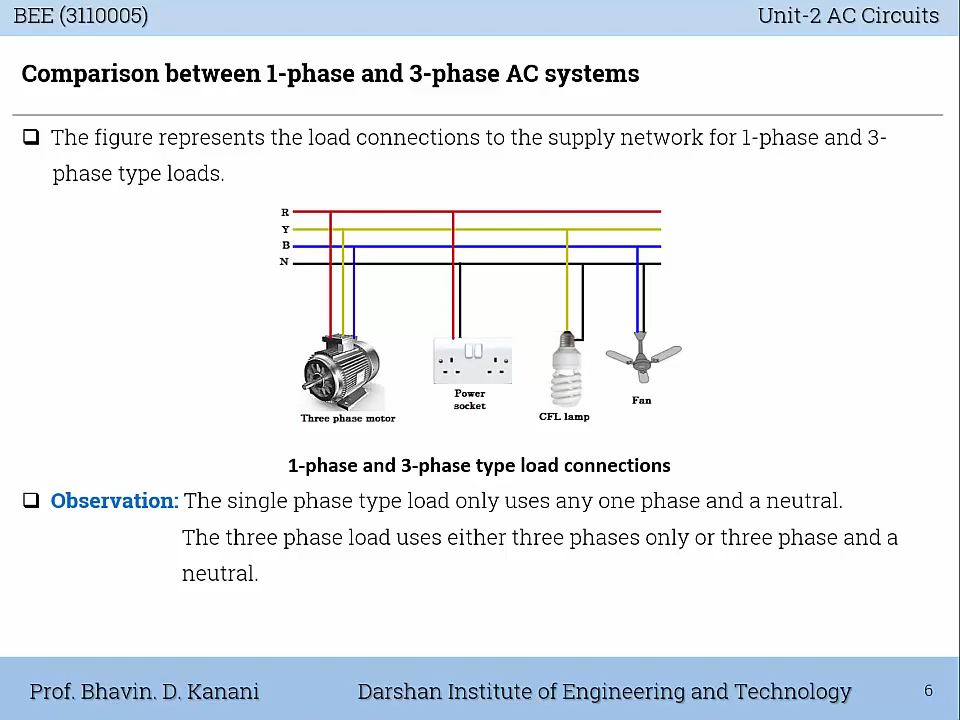 BEE (3110005) Unit-2 AC Circuits
Comparison between 1-phase and 3-phase AC systems
❑ The figure represents the load connections to the supply network for 1-phase and 3-
phase type loads.
R
Y
B
N
Three phase motor
Power
socket
CFL lamp
Fan
1-phase and 3-phase type load connections
❑ Observation: The single phase type load only uses any one phase and a neutral.
The three phase load uses either three phases only or three phase and a
neutral.
Prof. Bhavin. D. Kanani Darshan Institute of Engineering and Technology 6